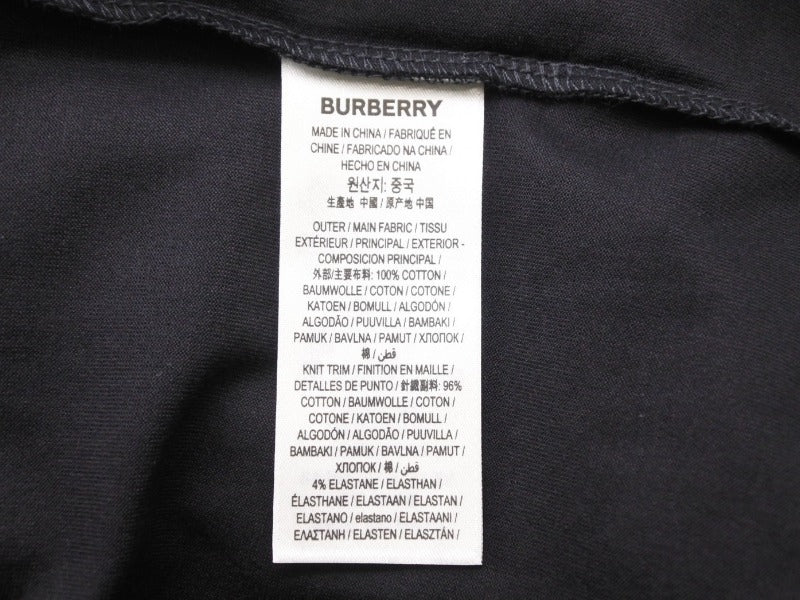 BURBERRY
MADE IN CHINA / FABRIQUÉ EN
CHINE / FABRICADO NA CHINA /
HECHO EN CHINA
원산지: 중국
生產地 中國 / 原产地 中国
OUTER / MAIN FABRIC / TISSU
EXTÉRIEUR / PRINCIPAL / EXTERIOR -
COMPOSICION PRINCIPAL /
外部/主要布料: 100% COTTON /
BAUMWOLLE / COTON / COTONE /
KATOEN / BOMULL / ALGODÓN /
ALGODÃO / PUUVILLA / BAMBAKI /
PAMUK / BAVLNA / PAMUT / ХЛОПОК /
棉 / قطن /
KNIT TRIM / FINITION EN MAILLE /
DETALLES DE PUNTO / 針織副料: 96%
COTTON / BAUMWOLLE / COTON /
COTONE / KATOEN / BOMULL /
ALGODÓN / ALGODÃO / PUUVILLA /
BAMBAKI / PAMUK / BAVLNA / PAMUT /
ХЛОПОК / 棉 / قطن /
4% ELASTANE / ELASTHAN /
ÉLASTHANE / ELASTAAN / ELASTAN /
ELASTANO / elastano / ELASTAANI /
ΕΛΑΣΤΑΝΗ / ELASTEN / ELASZTÁN /